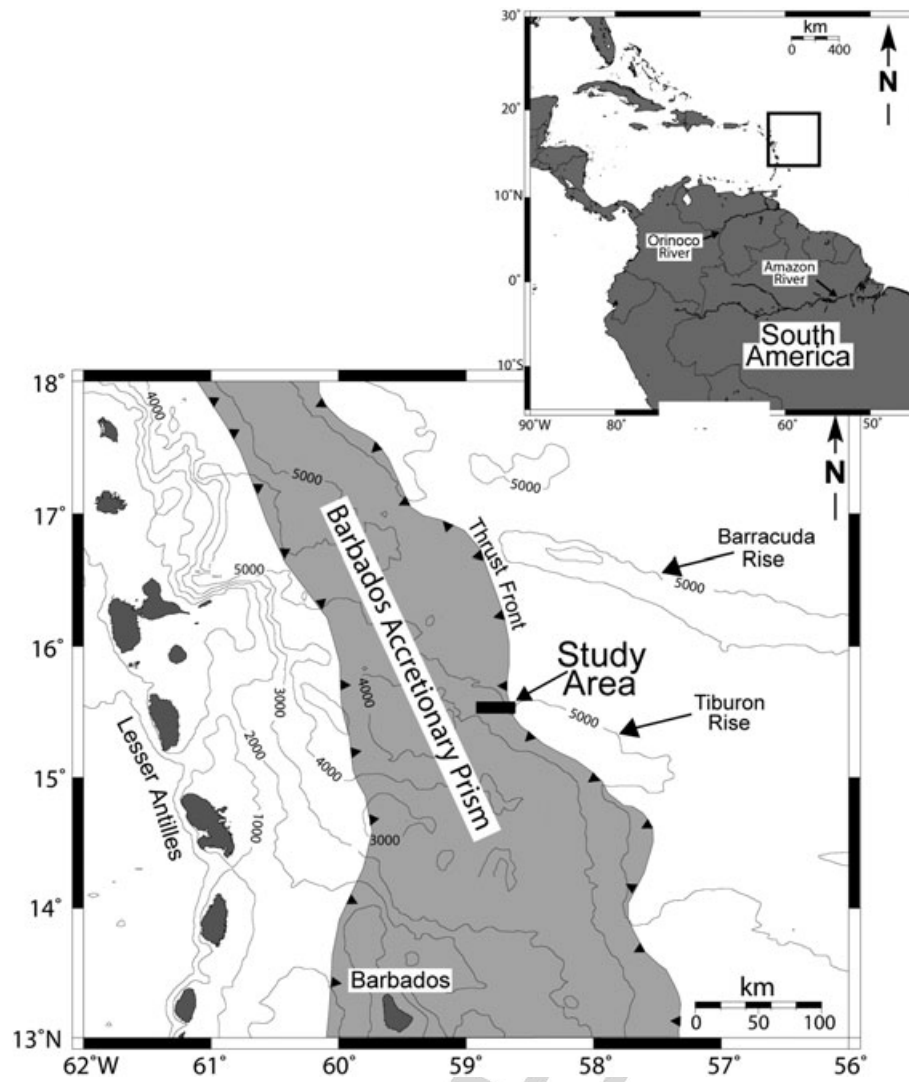 30°
km
0 400
N
20°
10°N
Orinoco
River
Amazon
River
0°
South
America
10°S
90°W 80° 60° 50°
18°
4000
5000
N
5000
17°
Thrust Front
Barracuda
Rise
5000
5000
Barbados Accretionary Prism
16°
Study
Area
4000
3000
Tiburon
Rise
5000
2000
4000
15°
Lesser Antilles
1000
3000
14°
Barbados
km
0 50 100
13°N
62°W 61° 60° 59° 58° 57° 56°